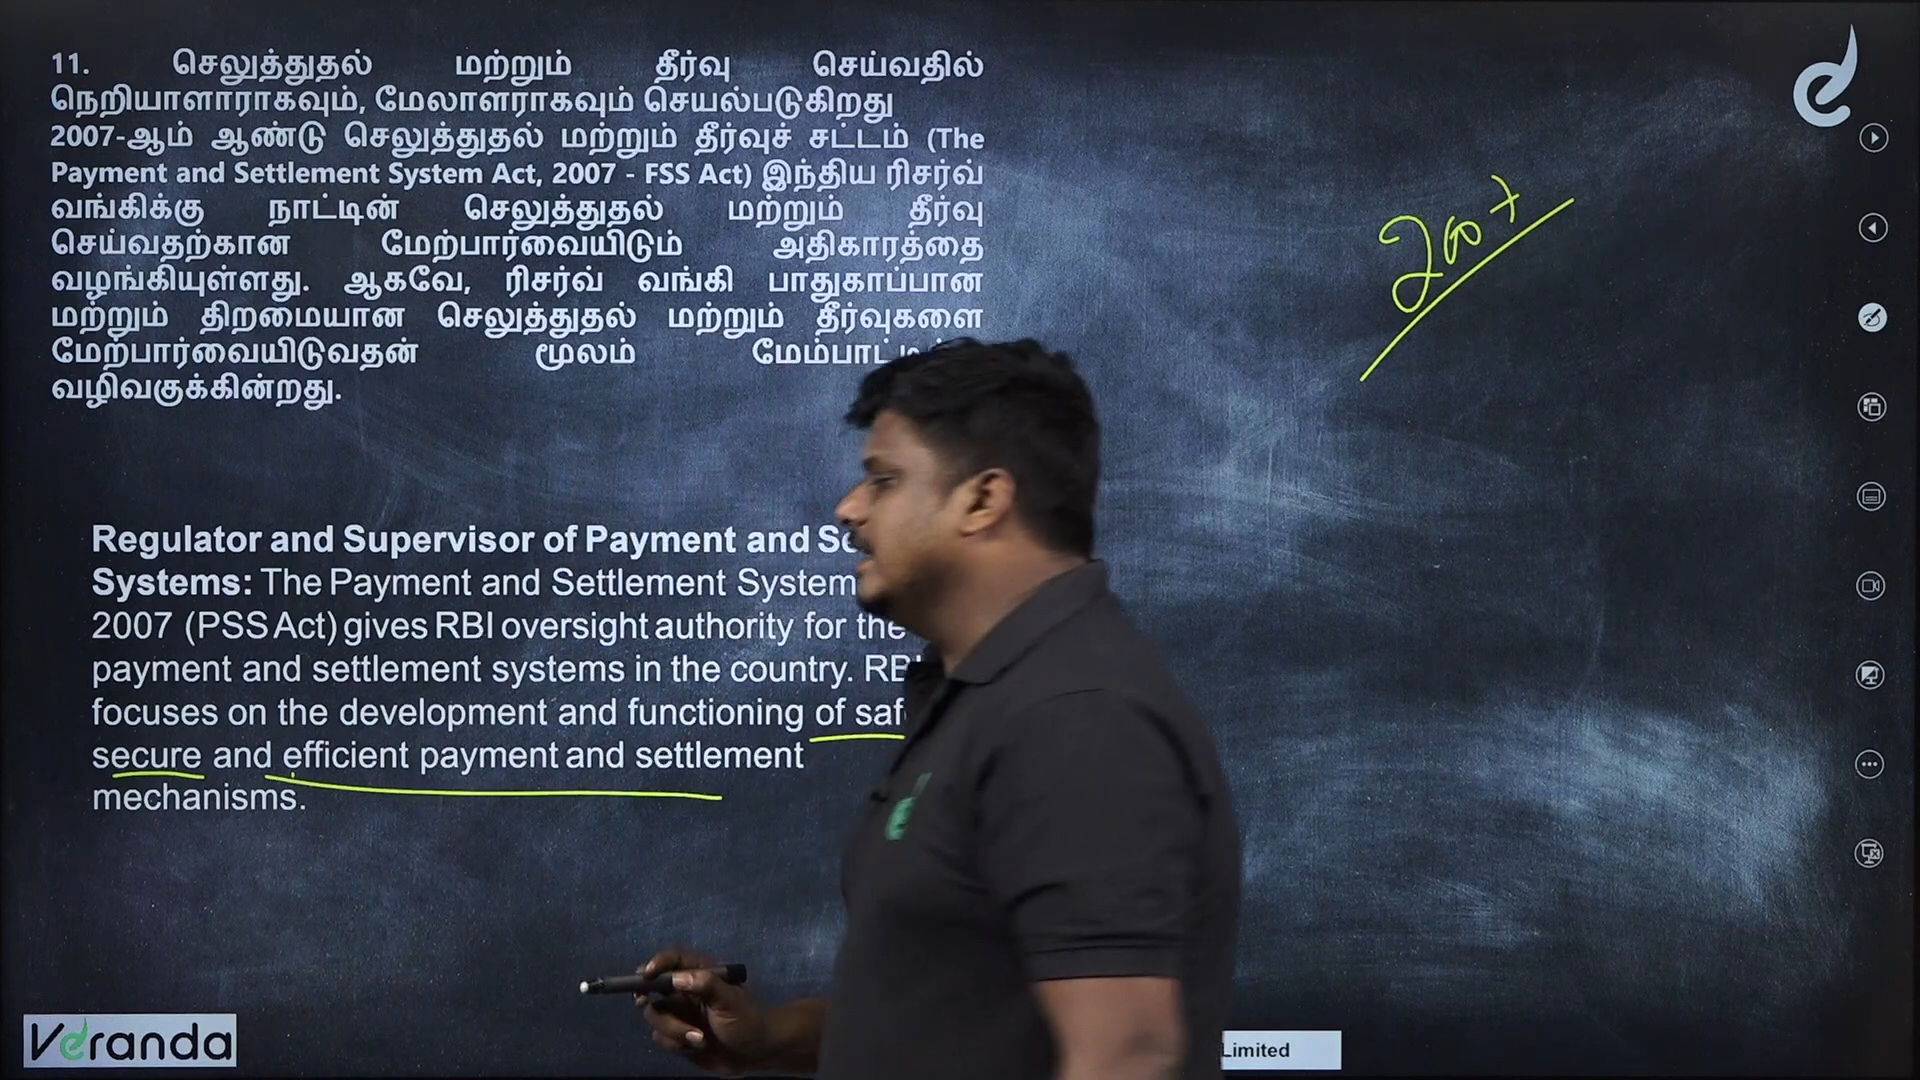 11. செலுத்துதல் மற்றும் தீர்வு செய்வதில்
நெறியாளாராகவும், மேலாளராகவும் செயல்படுகிறது
2007-ஆம் ஆண்டு செலுத்துதல் மற்றும் தீர்வுச் சட்டம் (The
Payment and Settlement System Act, 2007 - FSS Act) இந்திய ரிசர்வ்
வங்கிக்கு நாட்டின் செலுத்துதல் மற்றும் தீர்வு
செய்வதற்கான மேற்பார்வையிடும் அதிகாரத்தை
வழங்கியுள்ளது. ஆகவே, ரிசர்வ் வங்கி பாதுகாப்பான
மற்றும் திறமையான செலுத்துதல் மற்றும் தீர்வுகளை
மேற்பார்வையிடுவதன் மூலம்
வழிவகுக்கின்றது.
Regulator and Supervisor of Payment and
Systems: The Payment and Settlement System
2007 (PSS Act) gives RBI oversight authority for the
payment and settlement systems in the country.
focuses on the development and functioning of
secure and efficient payment and settlement
mechanisms.
2007
Veranda
Limited